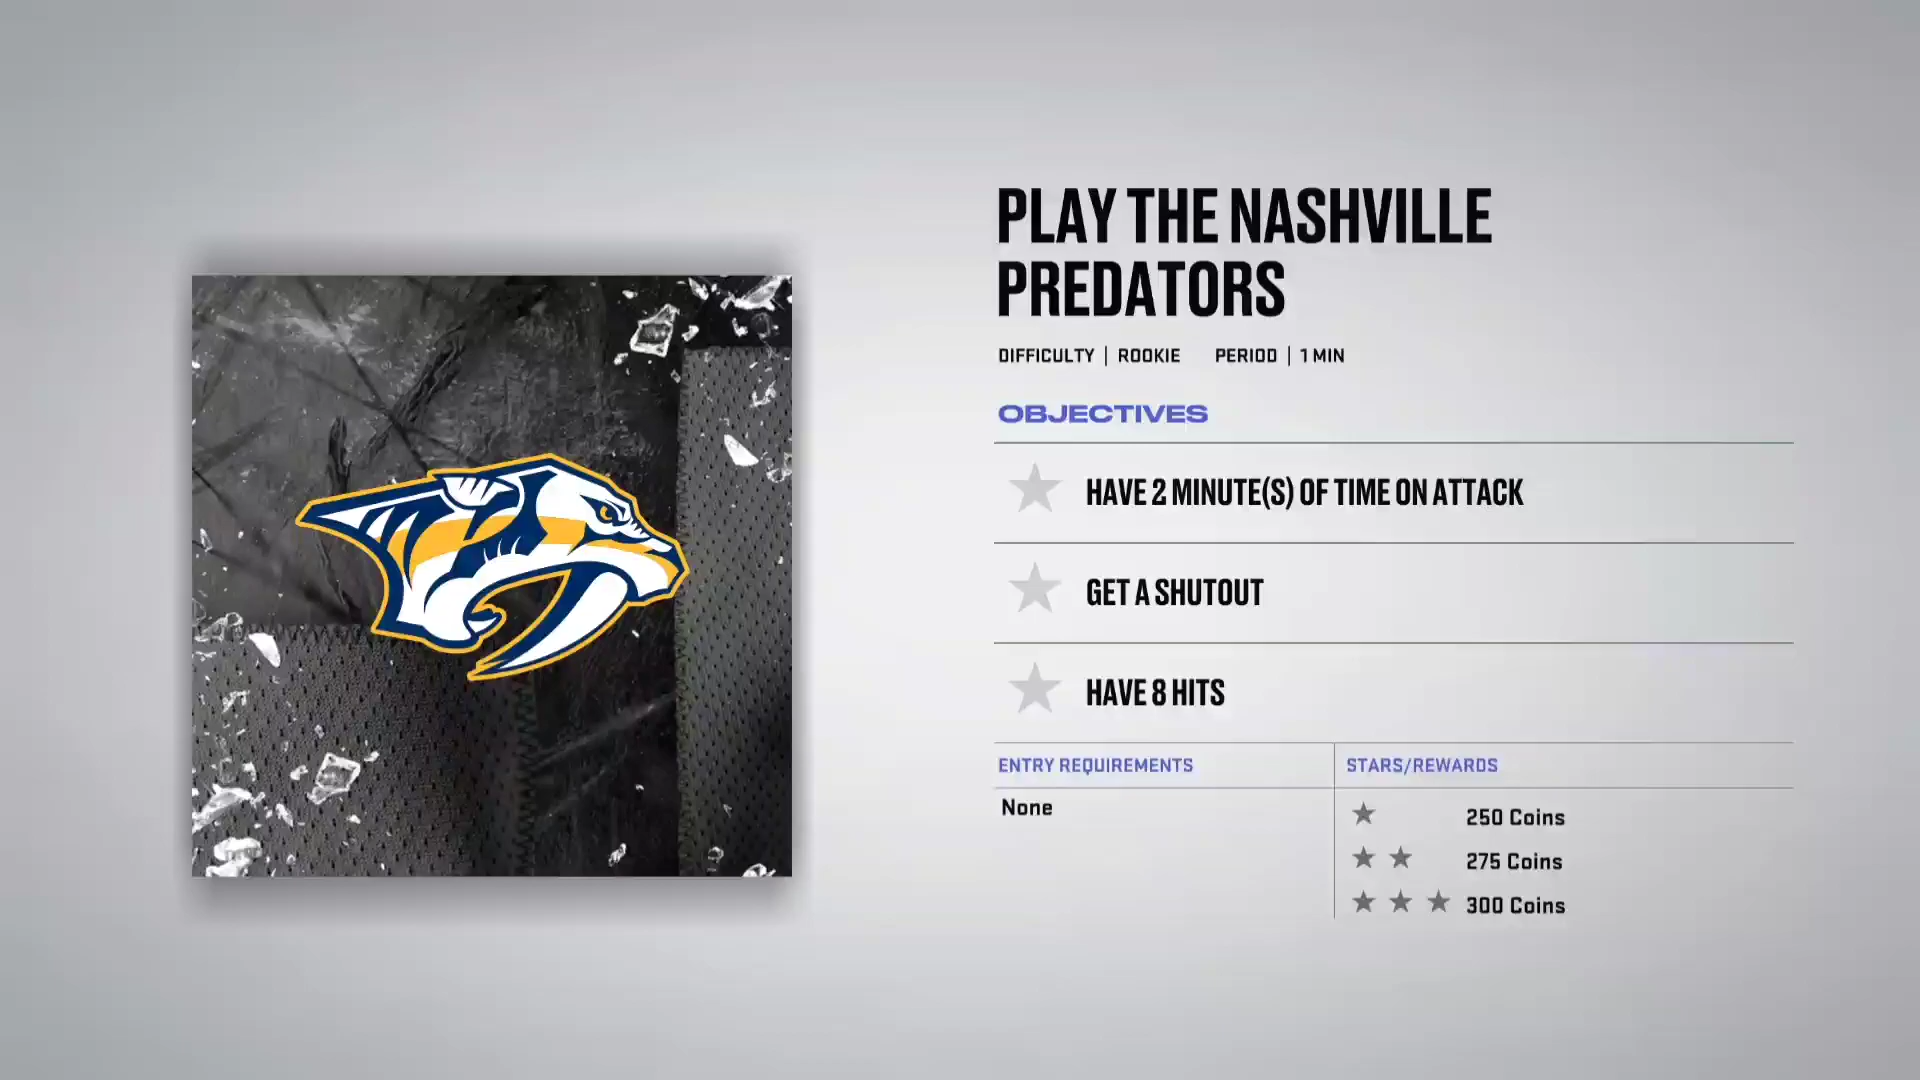 PLAY THE NASHVILLE
PREDATORS
DIFFICULTY | ROOKIE PERIOD | 1 MIN
OBJECTIVES
HAVE 2 MINUTE(S) OF TIME ON ATTACK
GET A SHUTOUT
HAVE 8 HITS
ENTRY REQUIREMENTS
None
STARS/REWARDS
250 Coins
275 Coins
300 Coins